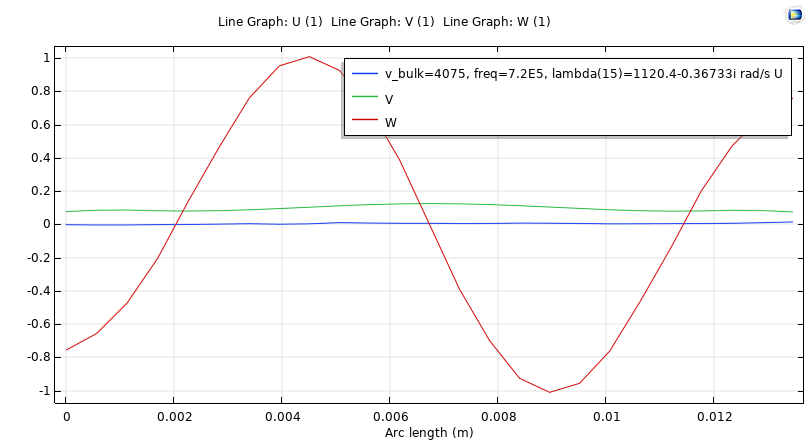 Line Graph: U (1) Line Graph: V (1) Line Graph: W (1)
1
0.8
0.6
0.4
0.2
0
-0.2
-0.4
-0.6
-0.8
-1
v_bulk=4075, freq=7.2E5, lambda(15)=1120.4-0.36733i rad/s U
V
W
0 0.002 0.004 0.006 0.008 0.01 0.012
Arc length (m)